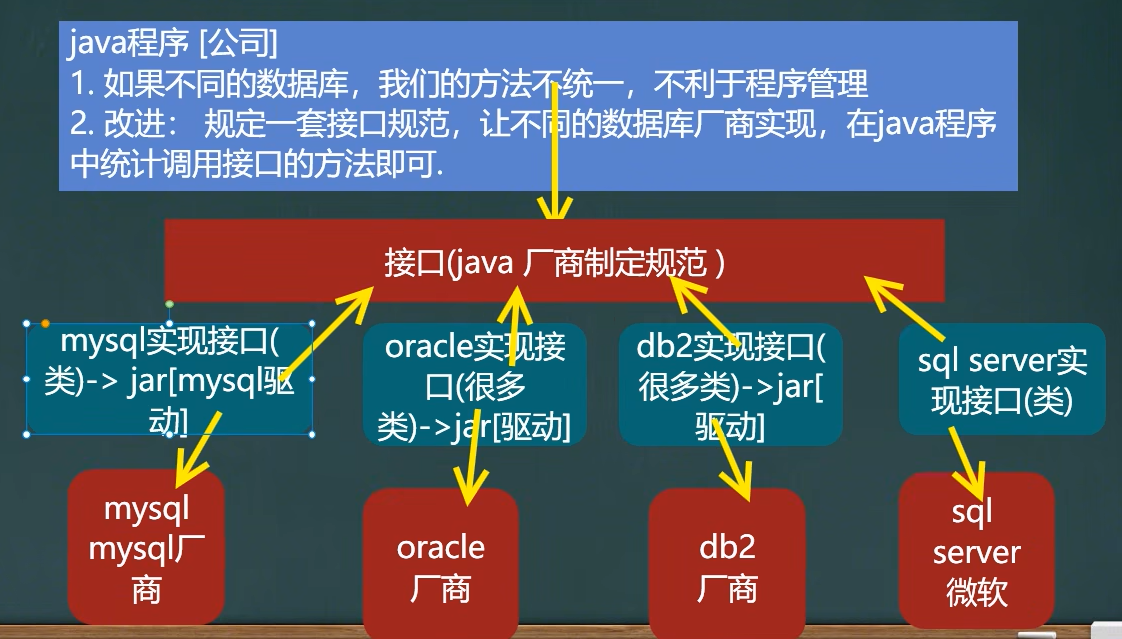 java程序 [公司]
1. 如果不同的数据库，我们的方法不统一，不利于程序管理
2. 改进： 规定一套接口规范，让不同的数据库厂商实现，在java程序
中统计调用接口的方法即可.
接口(java 厂商制定规范 )
mysql实现接口(
类)-> jar[mysql驱
动]
oracle实现接
口(很多
类)->jar[驱动]
db2实现接口(
很多类)->jar[
驱动]
sql server实
现接口(类)
mysql
mysql厂
商
oracle
厂商
db2
厂商
sql
server
微软